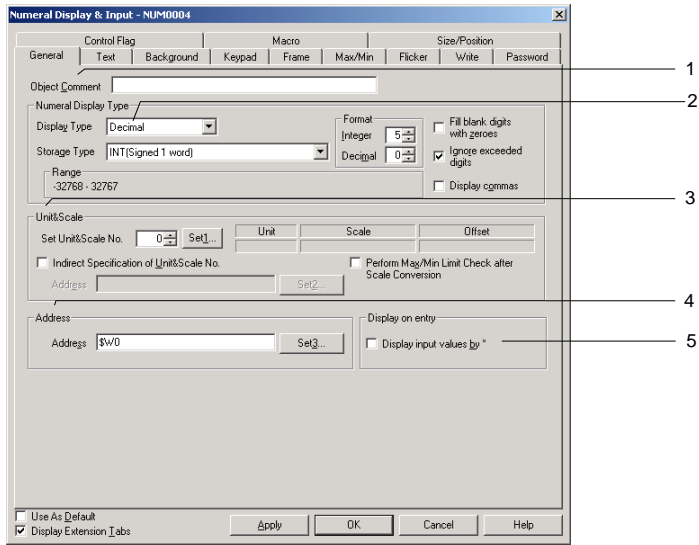 Numeral Display & Input - NUM0004
Control Flag Macro Size/Position
General Text Background Keypad Frame Max/Min Flicker Write Password
1
Object Comment
2
Numeral Display Type
Display Type Decimal
Format
Integer 5
Decimal 0
Fill blank digits
with zeroes
Storage Type INT(Signed 1 word)
Ignore exceeded
digits
Range
-32768 - 32767
Display commas
3
Unit&Scale
Set Unit&Scale No. 0 Set1...
Unit Scale Offset
Indirect Specification of Unit&Scale No.
Perform Max/Min Limit Check after
Scale Conversion
Address Set2...
4
Address
Address $W0 Set3...
Display on entry
Display input values by *
5
Use As Default
Display Extension Tabs
Apply OK Cancel Help